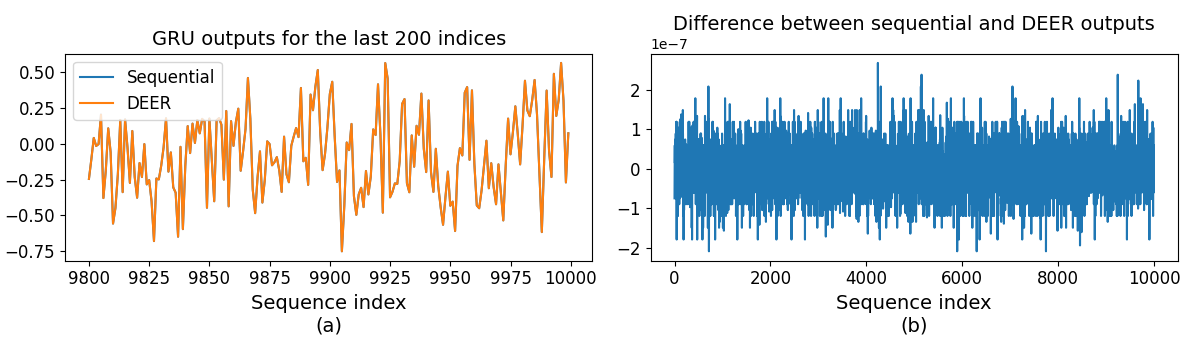 GRU outputs for the last 200 indices
Sequential
DEER
0.50
0.25
0.00
−0.25
−0.50
−0.75
9800 9825 9850 9875 9900 9925 9950 9975 10000
Sequence index
(a)
Difference between sequential and DEER outputs
1e−7
2
1
0
−1
−2
0 2000 4000 6000 8000 10000
Sequence index
(b)